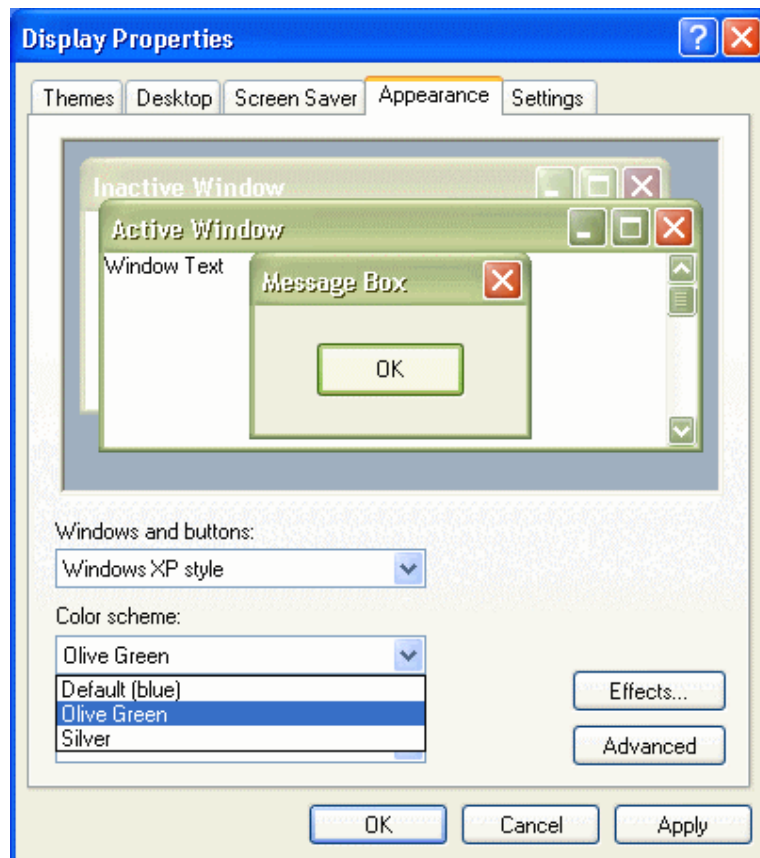 Display Properties
Themes Desktop Screen Saver Appearance Settings
Inactive Window
Active Window
Window Text
Message Box
OK
Windows and buttons:
Windows XP style
Color scheme:
Olive Green
Default (blue)
Olive Green
Silver
Effects...
Advanced
OK Cancel Apply